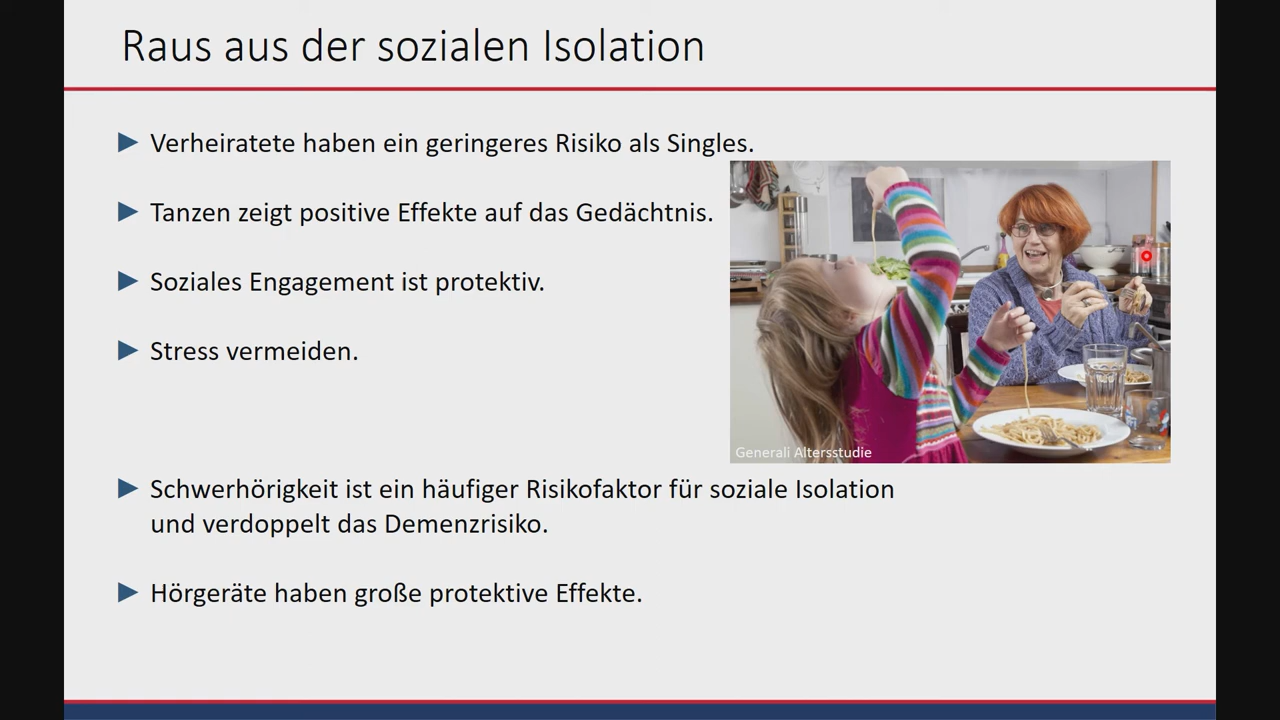 Raus aus der sozialen Isolation
Verheiratete haben ein geringeres Risiko als Singles.
Tanzen zeigt positive Effekte auf das Gedächtnis.
Soziales Engagement ist protektiv.
Stress vermeiden.
Generali Altersstudie
Schwerhörigkeit ist ein häufiger Risikofaktor für soziale Isolation
und verdoppelt das Demenzrisiko.
Hörgeräte haben große protektive Effekte.